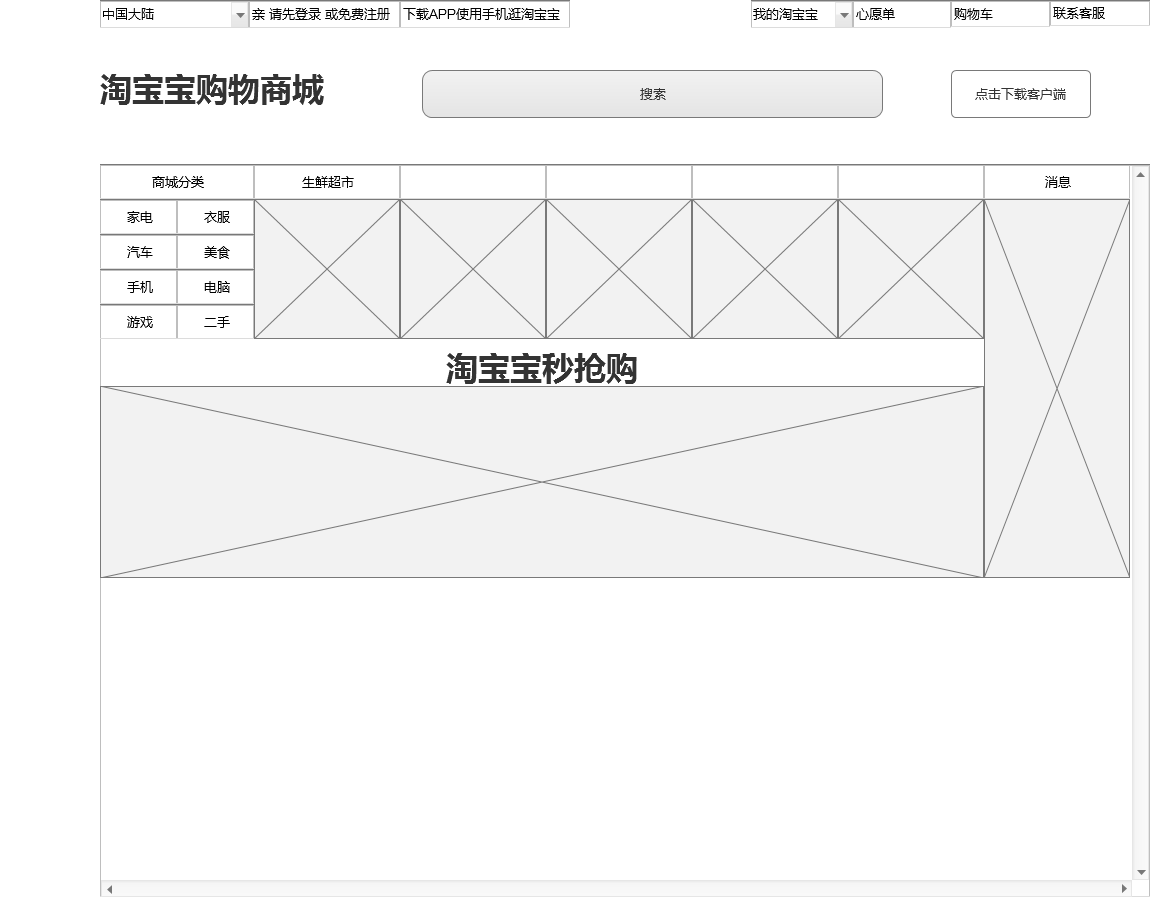 中国大陆 亲 请先登录 或免费注册 下载APP使用手机逛淘宝宝 我的淘宝宝 心愿单 购物车 联系客服
淘宝宝购物商城 搜索 点击下载客户端
商城分类 生鲜超市 消息
家电 衣服
汽车 美食
手机 电脑
游戏 二手
淘宝宝秒抢购